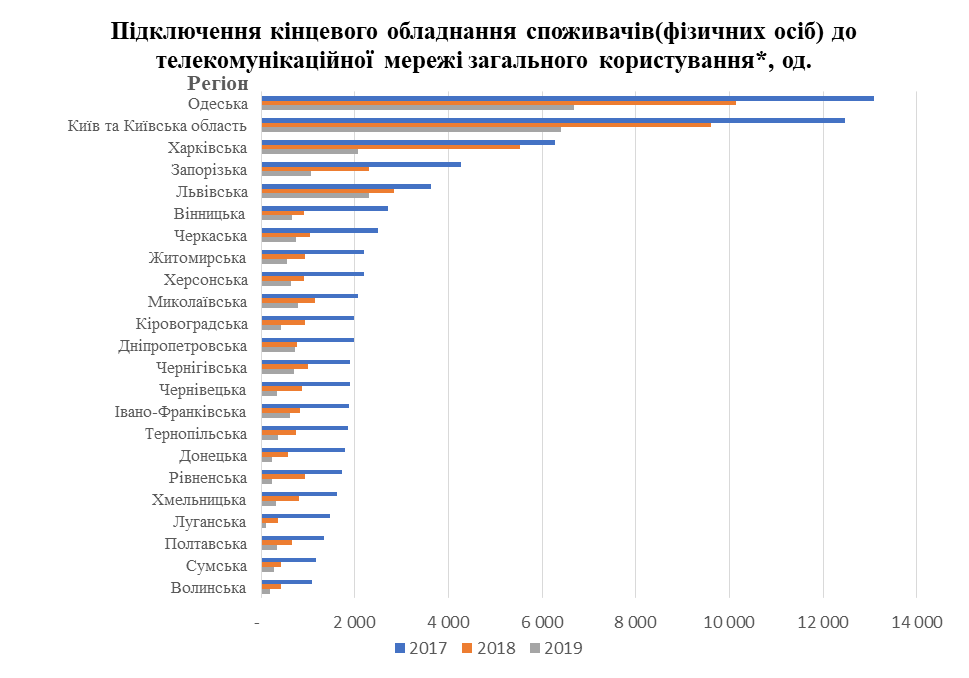 Підключення кінцевого обладнання споживачів(фізичних осіб) до
телекомунікаційної мережі загального користування*, од.
Регіон
Одеська
Київ та Київська область
Харківська
Запорізька
Львівська
Вінницька
Черкаська
Житомирська
Херсонська
Миколаївська
Кіровоградська
Дніпропетровська
Чернігівська
Чернівецька
Івано-Франківська
Тернопільська
Донецька
Рівненська
Хмельницька
Луганська
Полтавська
Сумська
Волинська
- 2 000 4 000 6 000 8 000 10 000 12 000 14 000
2017 2018 2019